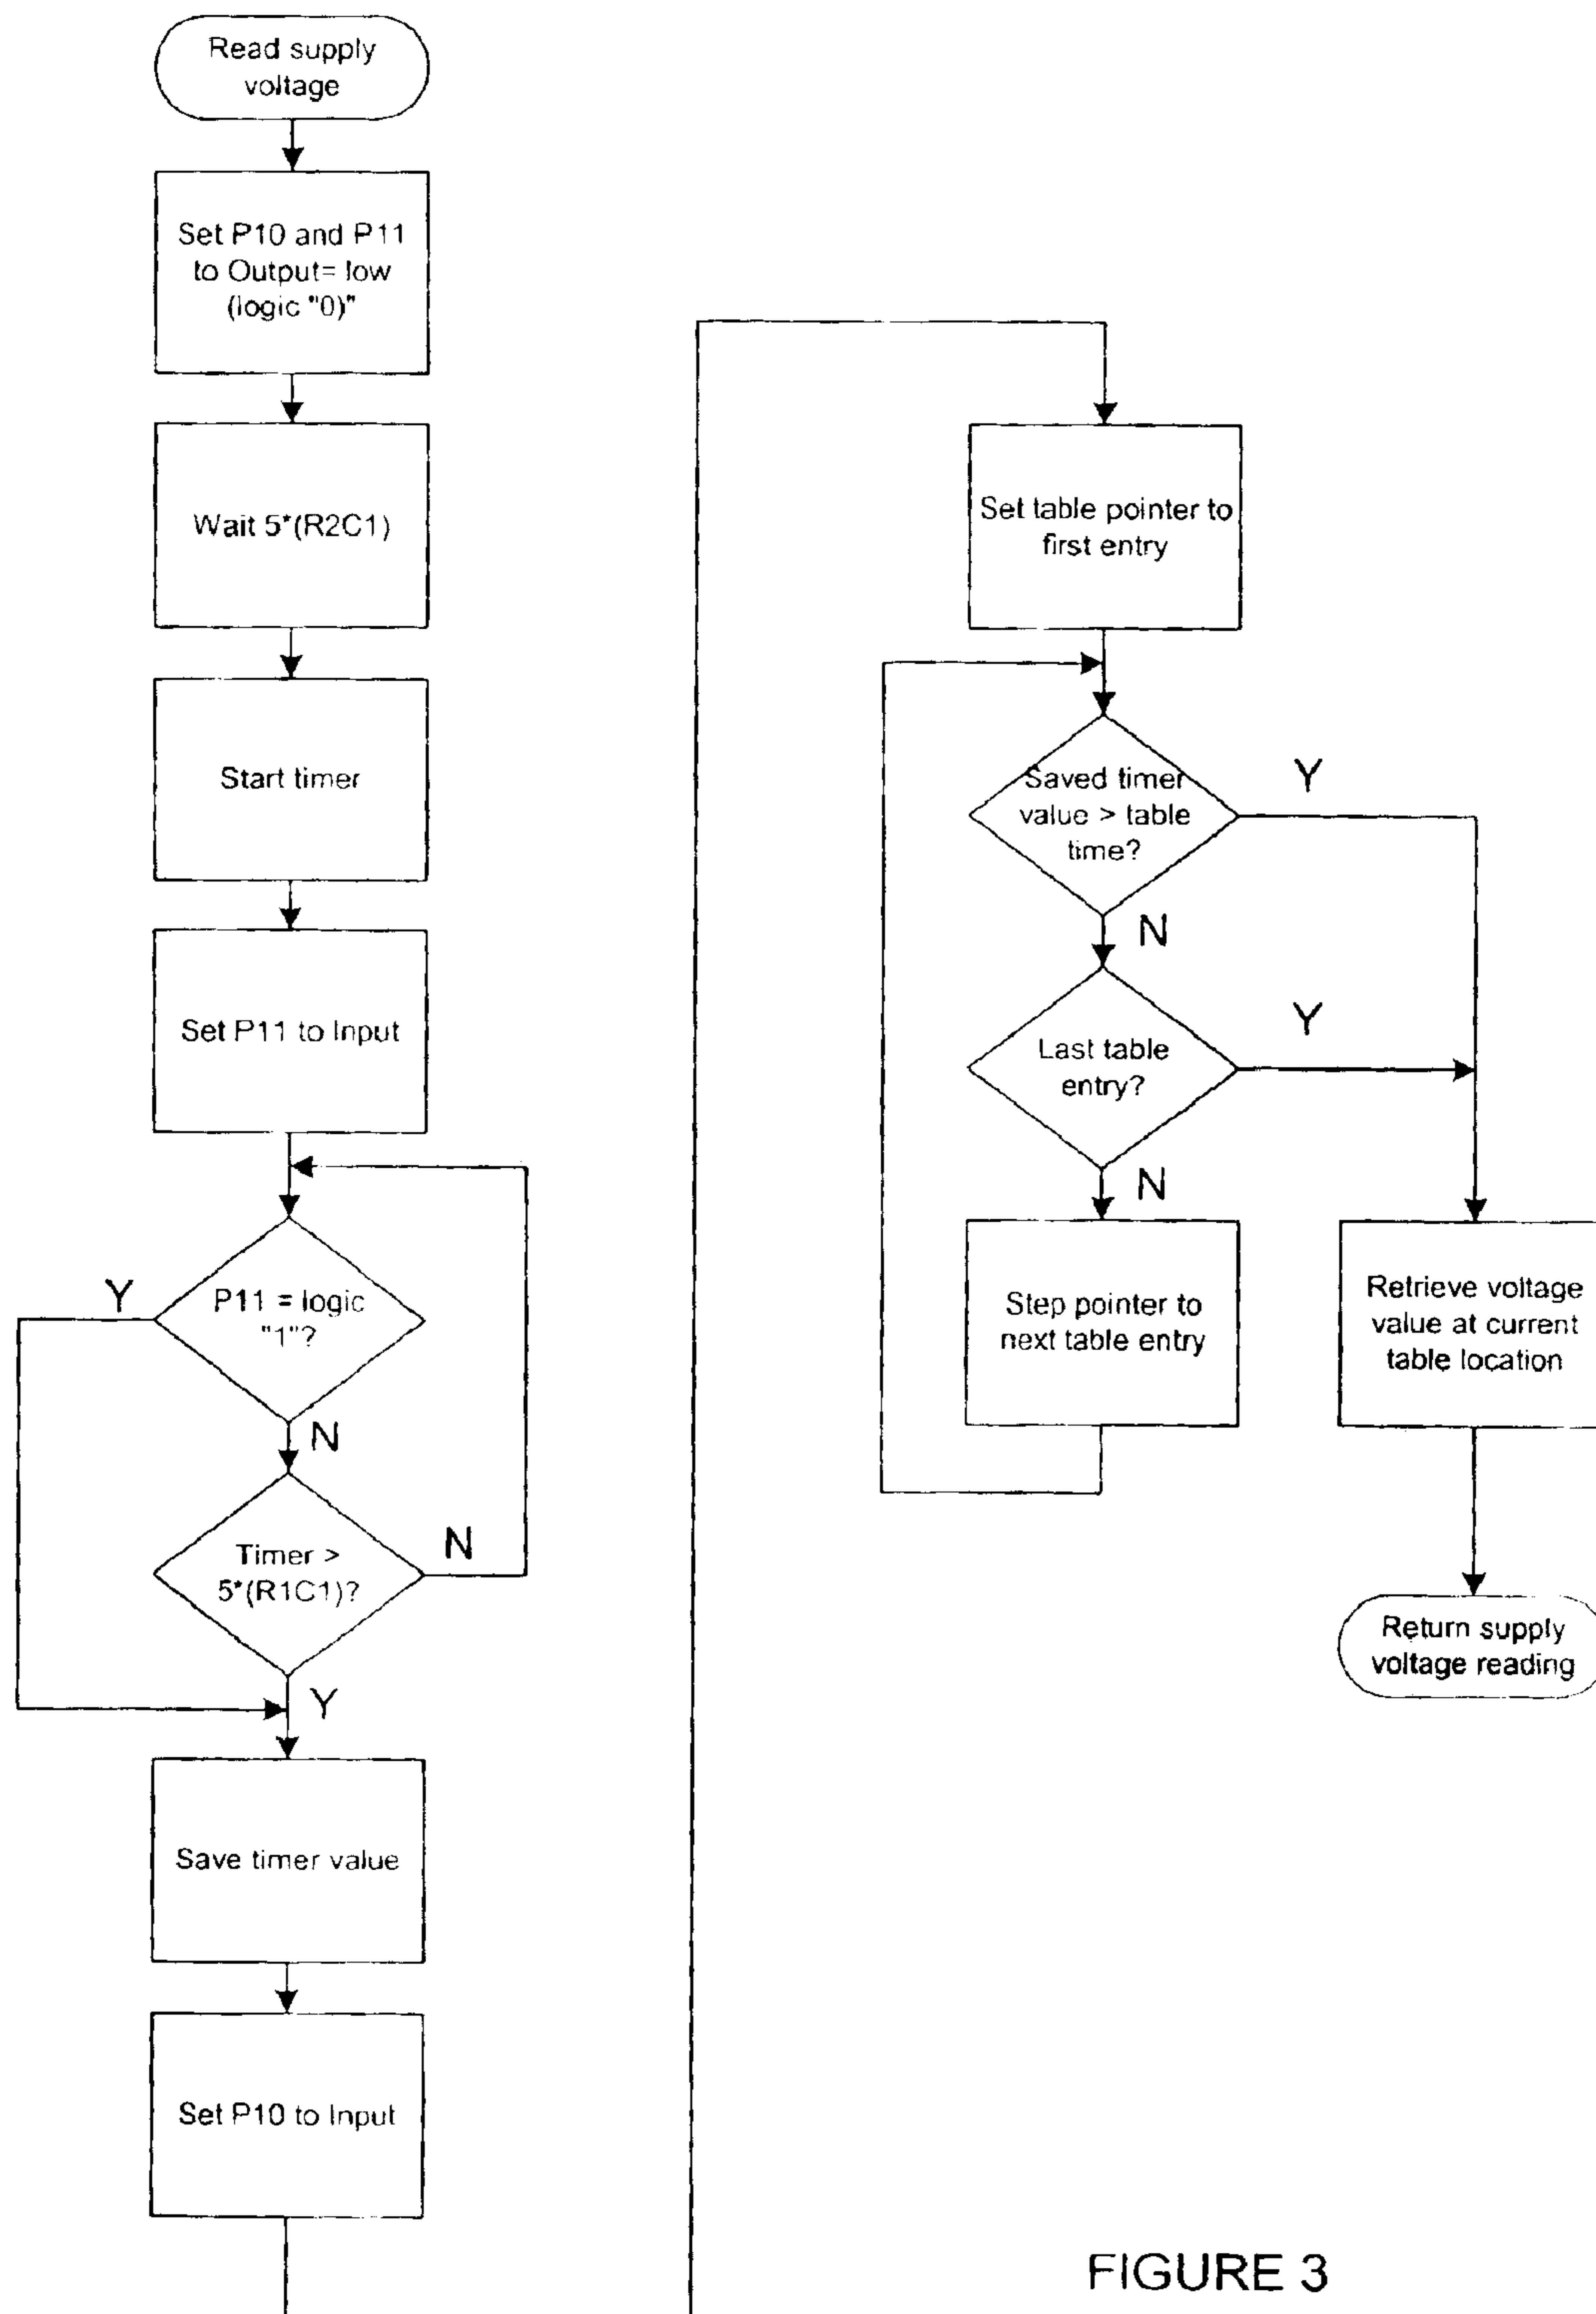 Read supply
voltage
Set P10 and P11
to Output= low
(logic "0)"
Wait 5*(R2C1)
Start timer
Set P11 to Input
Y
P11 = logic
"1"?
N
Timer >
5*(R1C1)?
N
Y
Save timer value
Set P10 to Input
Set table pointer to
first entry
Saved timer
value > table
time?
Y
N
Last table
entry?
Y
N
Step pointer to
next table entry
Retrieve voltage
value at current
table location
Return supply
voltage reading
FIGURE 3